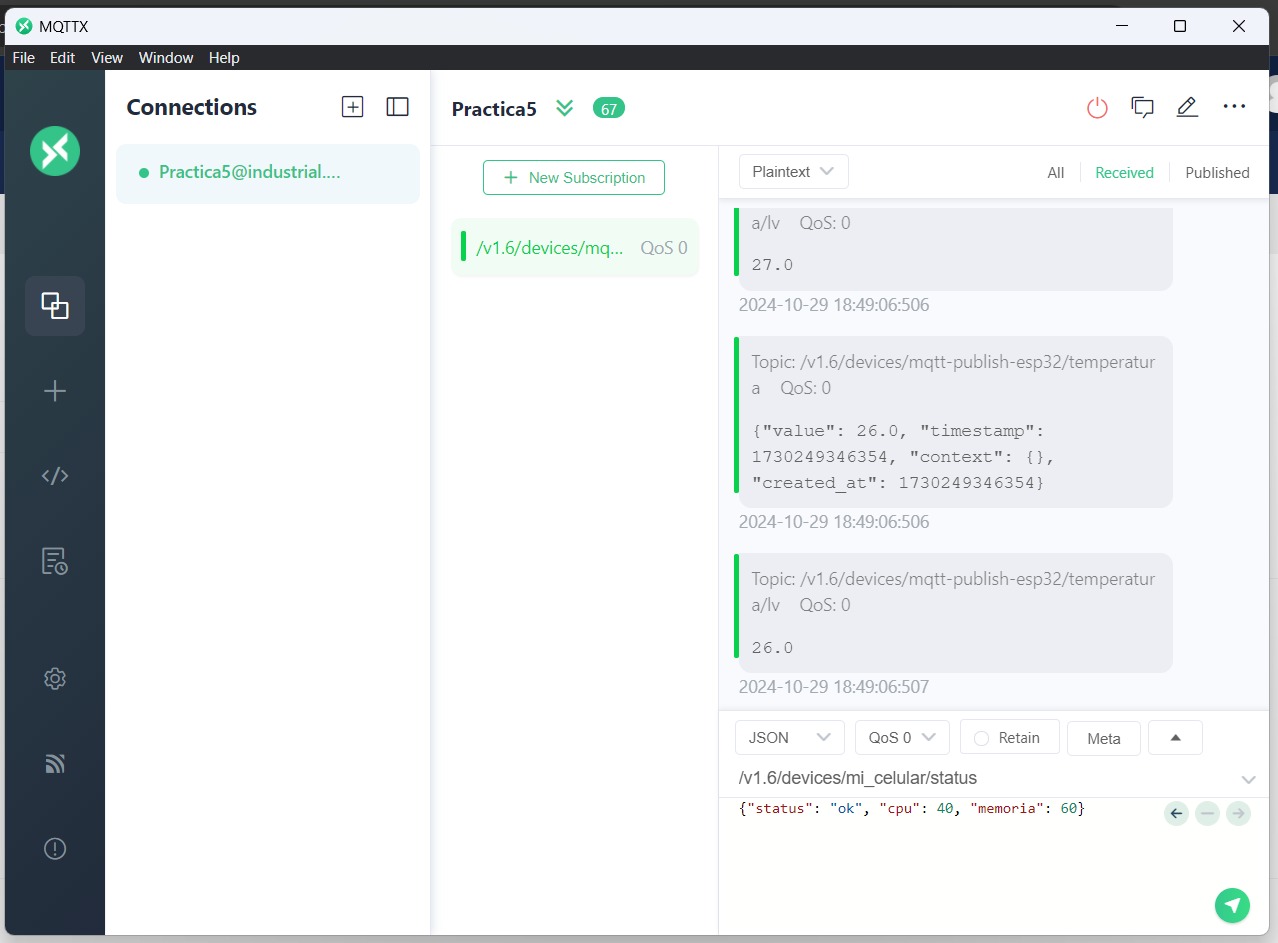 MQTTX
File Edit View Window Help
Connections
Practica5@industrial....
Practica5 67
New Subscription
/v1.6/devices/mq... QoS 0
Plaintext All Received Published
a/lv QoS: 0
27.0
2024-10-29 18:49:06:506
Topic: /v1.6/devices/mqtt-publish-esp32/temperatur
a QoS: 0
{"value": 26.0, "timestamp":
1730249346354, "context": {},
"created_at": 1730249346354}
2024-10-29 18:49:06:506
Topic: /v1.6/devices/mqtt-publish-esp32/temperatur
a/lv QoS: 0
26.0
2024-10-29 18:49:06:507
JSON QoS 0 Retain Meta
/v1.6/devices/mi_celular/status
{"status": "ok", "cpu": 40, "memoria": 60}